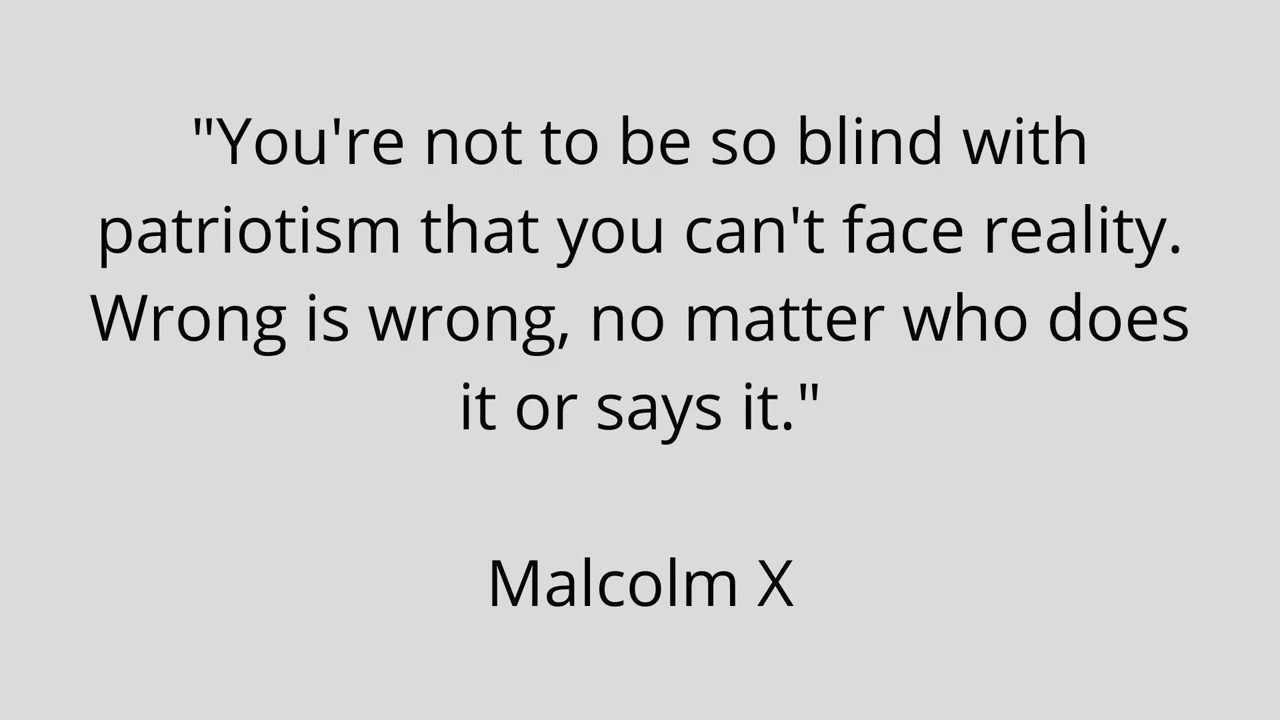 "You're not to be so blind with
patriotism that you can't face reality.
Wrong is wrong, no matter who does
it or says it."
Malcolm X